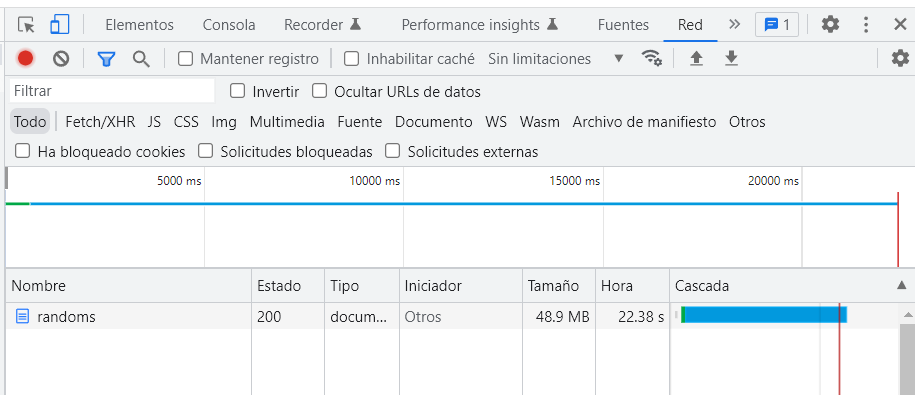 Elementos Consola Recorder Performance insights Fuentes Red 1
Mantener registro Inhabilitar caché Sin limitaciones
Filtrar Invertir Ocultar URLs de datos
Todo Fetch/XHR JS CSS Img Multimedia Fuente Documento WS Wasm Archivo de manifiesto Otros
Ha bloqueado cookies Solicitudes bloqueadas Solicitudes externas
5000 ms 10000 ms 15000 ms 20000 ms
Nombre Estado Tipo Iniciador Tamaño Hora Cascada
randoms 200 docum... Otros 48.9 MB 22.38 s